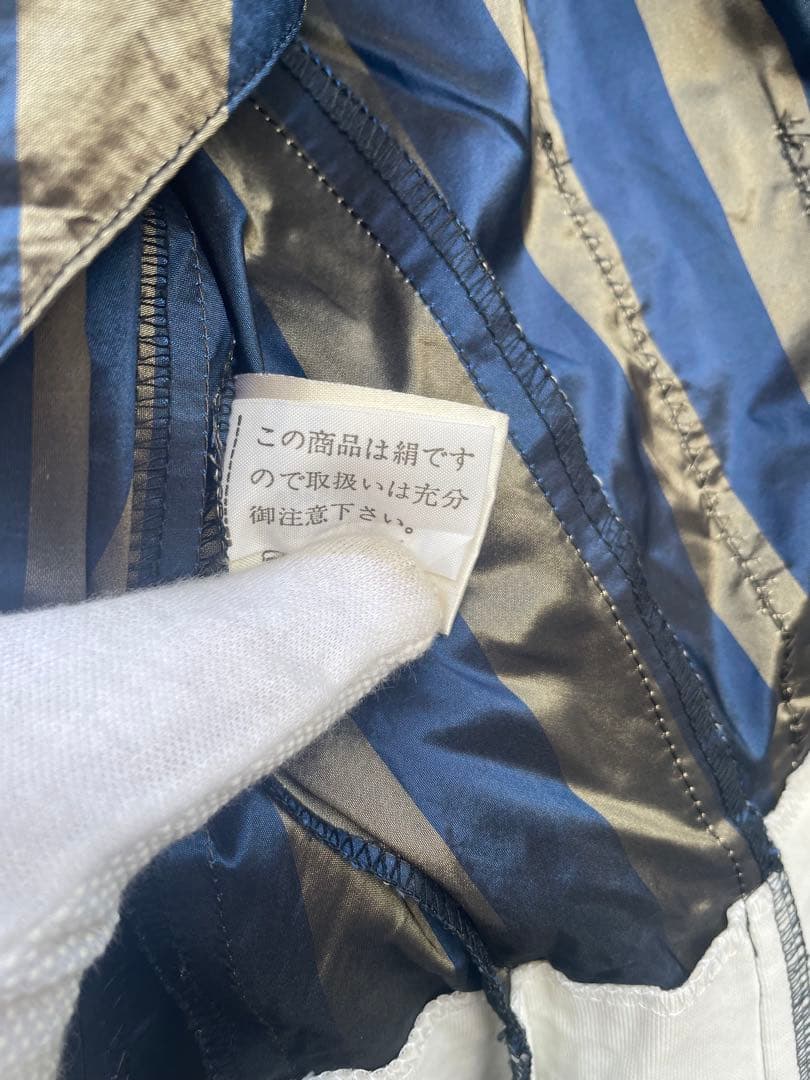 この商品は絹です
ので取扱いは充分
御注意下さい。